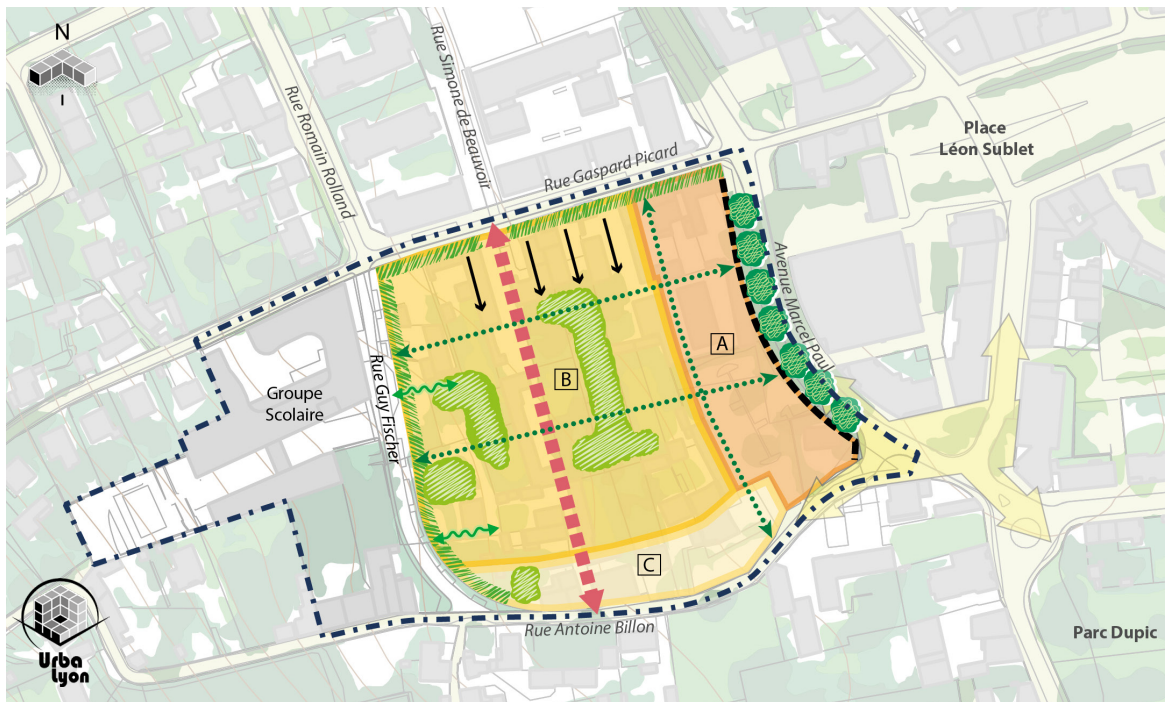 N
Rue Romain Rolland
Rue Simone de Beauvoir
Rue Gaspard Picard
Place
Léon Sublet
Avenue Marcel Paul
A
B
Rue Guy Fischer
Groupe
Scolaire
C
Rue Antoine Billon
Parc Dupic
Urba
Lyon